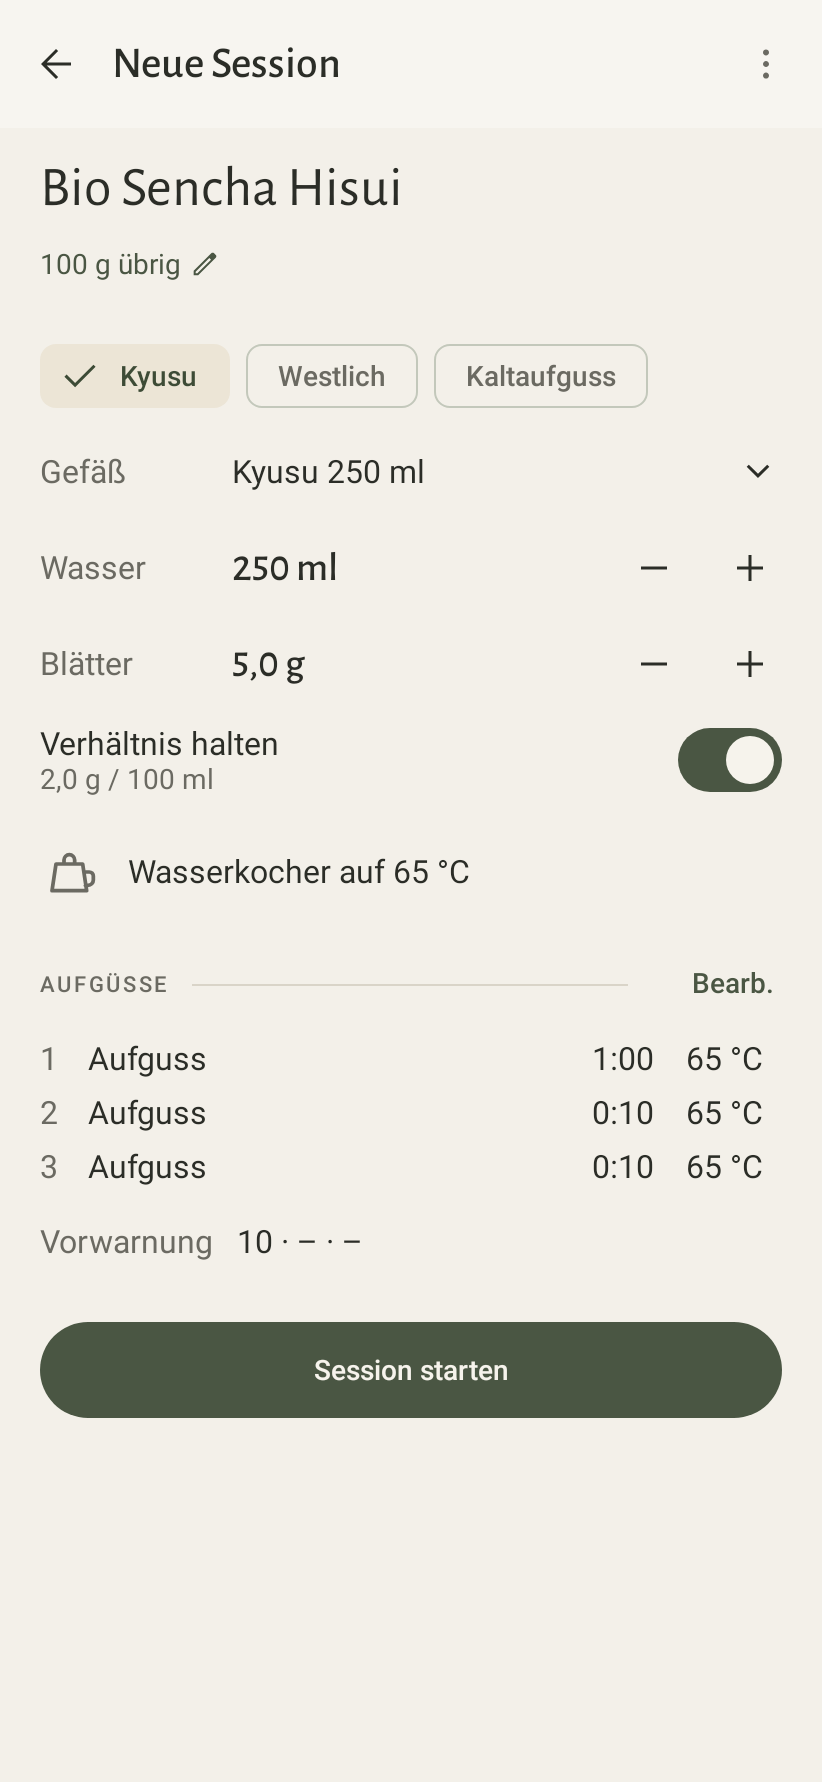 Neue Session
Bio Sencha Hisui
100 g übrig
Kyusu Westlich Kaltaufguss
Gefäß Kyusu 250 ml
Wasser 250 ml − +
Blätter 5,0 g − +
Verhältnis halten
2,0 g / 100 ml
Wasserkocher auf 65 °C
AUFGÜSSE Bearb.
1 Aufguss 1:00 65 °C
2 Aufguss 0:10 65 °C
3 Aufguss 0:10 65 °C
Vorwarnung 10 · – · –
Session starten